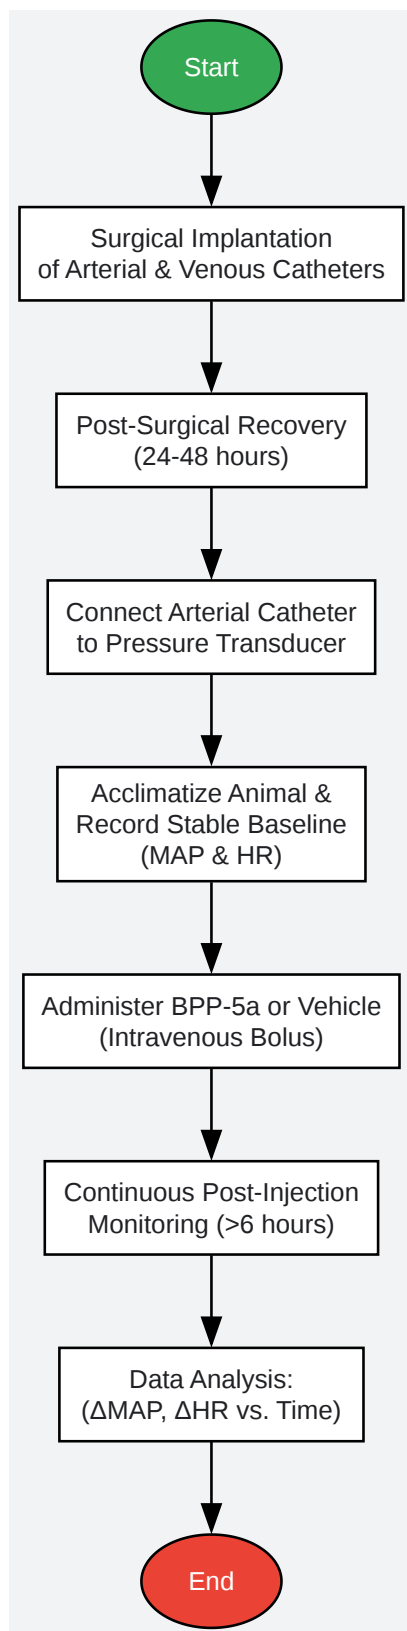 Start
Surgical Implantation
of Arterial & Venous Catheters
Post-Surgical Recovery
(24-48 hours)
Connect Arterial Catheter
to Pressure Transducer
Acclimatize Animal &
Record Stable Baseline
(MAP & HR)
Administer BPP-5a or Vehicle
(Intravenous Bolus)
Continuous Post-Injection
Monitoring (>6 hours)
Data Analysis:
(ΔMAP, ΔHR vs. Time)
End